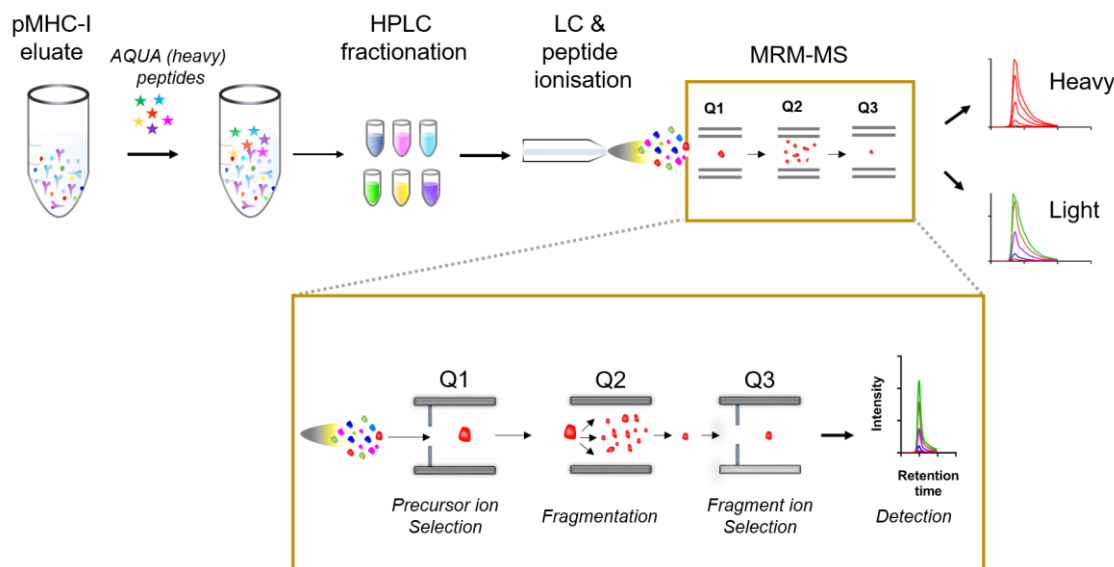 pMHC-I
eluate
AQUA (heavy)
peptides
HPLC
fractionation
LC &
peptide
ionisation
MRM-MS
Q1
Q2
Q3
Heavy
Light
Q1
Q2
Q3
Precursor ion
Selection
Fragmentation
Fragment ion
Selection
Intensity
Retention
time
Detection